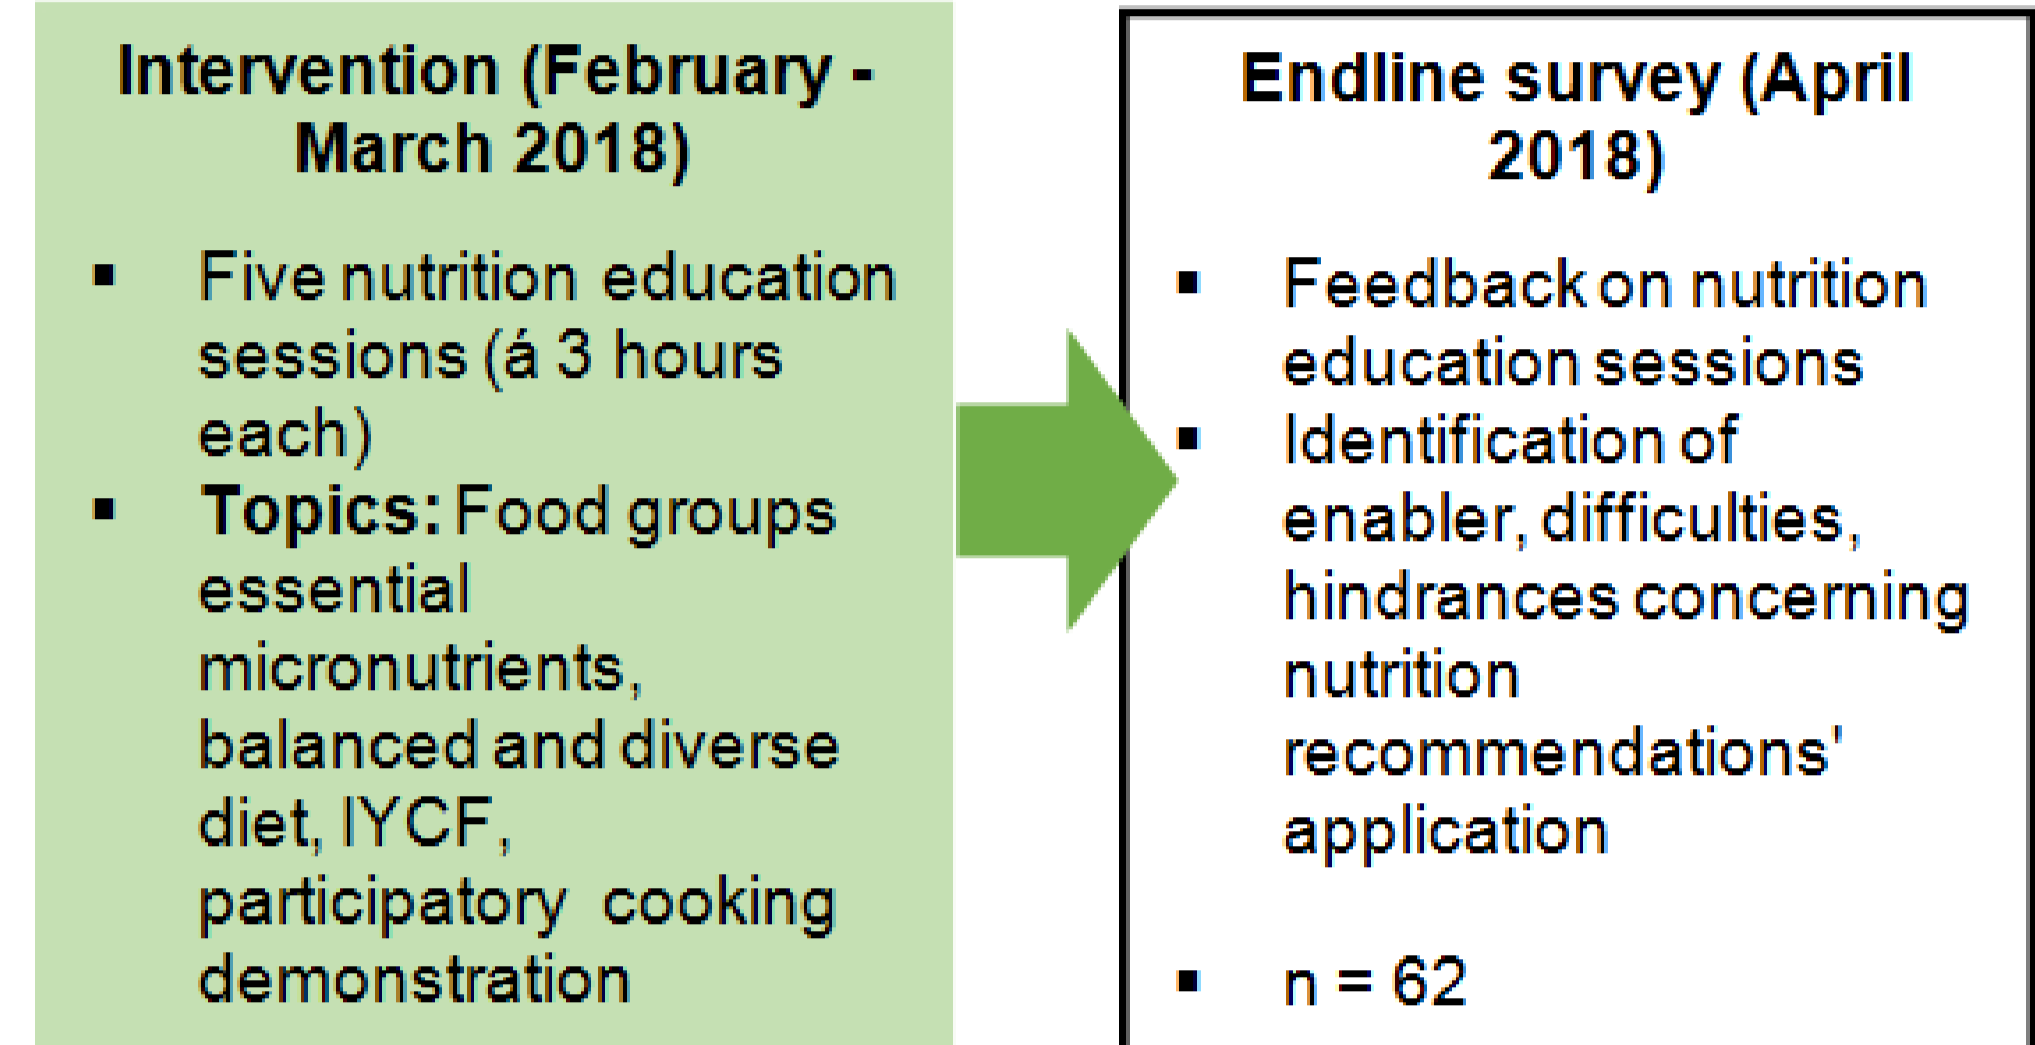 Intervention (February -
March 2018)
▪ Five nutrition education
sessions (á 3 hours
each)
▪ Topics: Food groups
essential
micronutrients,
balanced and diverse
diet, IYCF,
participatory cooking
demonstration
Endline survey (April
2018)
▪ Feedback on nutrition
education sessions
▪ Identification of
enabler, difficulties,
hindrances concerning
nutrition
recommendations'
application
▪ n = 62